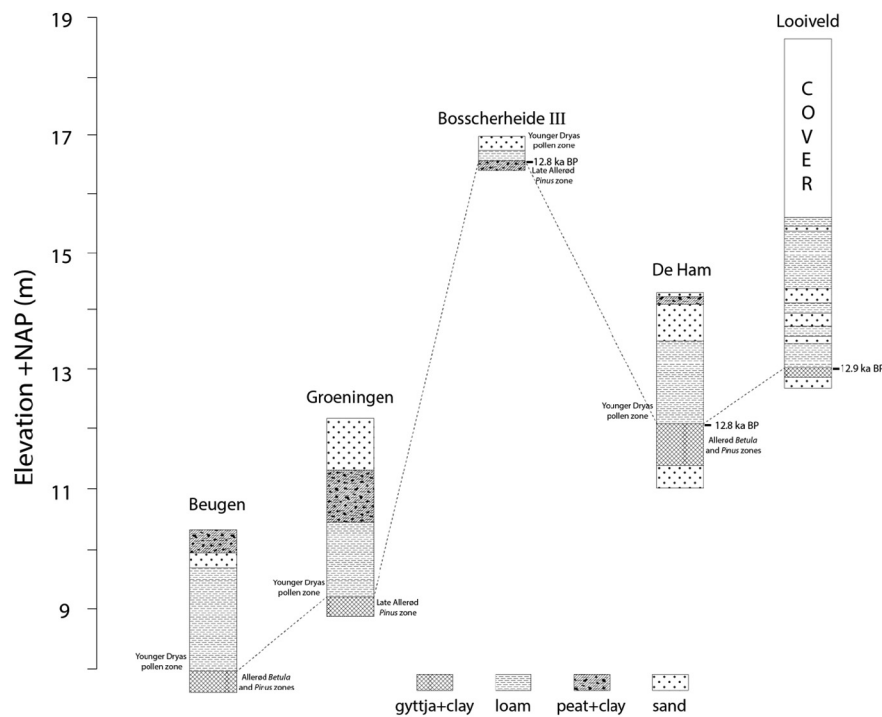 19
17
15
13
11
9
Elevation +NAP (m)
Looiveld
COVER
12.9 ka BP
Bosscherheide III
Younger Dryas
pollen zone
12.8 ka BP
Late Allerød
Pinus zone
De Ham
Younger Dryas
pollen zone
12.8 ka BP
Allerød Betula
and Pinus zones
Groeningen
Younger Dryas
pollen zone
Late Allerød
Pinus zone
Beugen
Younger Dryas
pollen zone
Allerød Betula
and Pinus zones
gyttja+clay
loam
peat+clay
sand